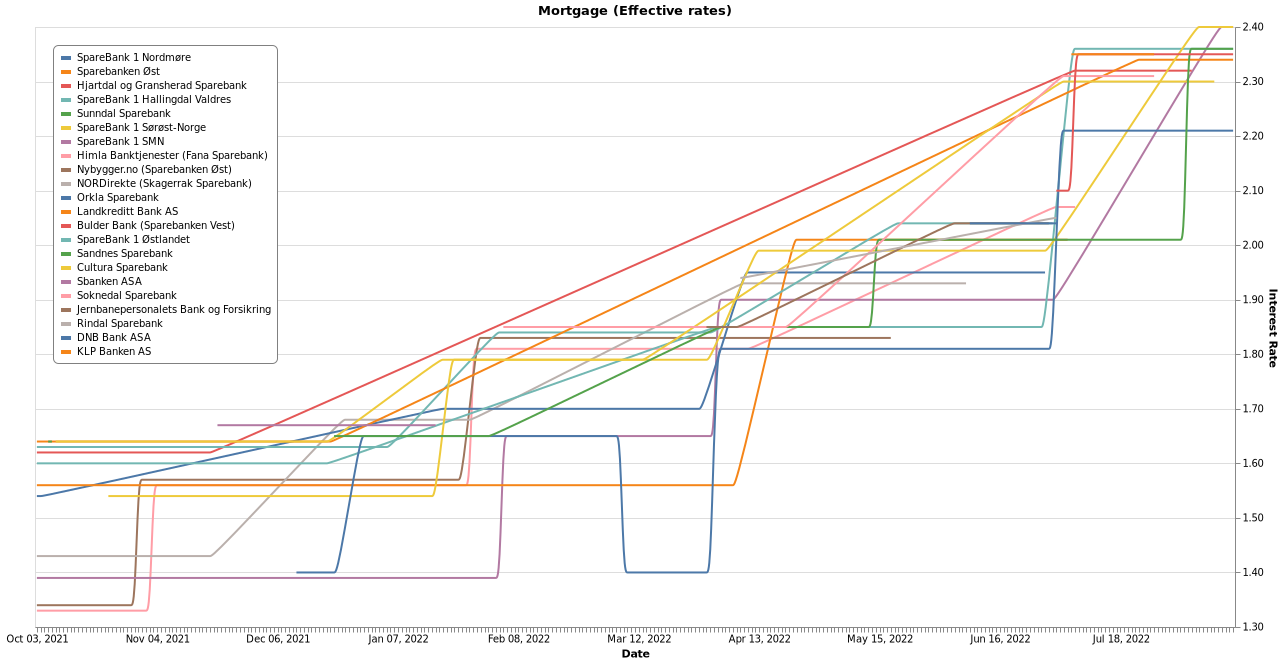 Mortgage (Effective rates)
SpareBank 1 Nordmøre
Sparebanken Øst
Hjartdal og Gransherad Sparebank
SpareBank 1 Hallingdal Valdres
Sunndal Sparebank
SpareBank 1 Sørøst-Norge
SpareBank 1 SMN
Himla Banktjenester (Fana Sparebank)
Nybygger.no (Sparebanken Øst)
NORDirekte (Skagerrak Sparebank)
Orkla Sparebank
Landkreditt Bank AS
Bulder Bank (Sparebanken Vest)
SpareBank 1 Østlandet
Sandnes Sparebank
Cultura Sparebank
Sbanken ASA
Soknedal Sparebank
Jernbanepersonalets Bank og Forsikring
Rindal Sparebank
DNB Bank ASA
KLP Banken AS
2.40
2.30
2.20
2.10
2.00
1.90
1.80
1.70
1.60
1.50
1.40
1.30
Interest Rate
Oct 03, 2021 Nov 04, 2021 Dec 06, 2021 Jan 07, 2022 Feb 08, 2022 Mar 12, 2022 Apr 13, 2022 May 15, 2022 Jun 16, 2022 Jul 18, 2022
Date